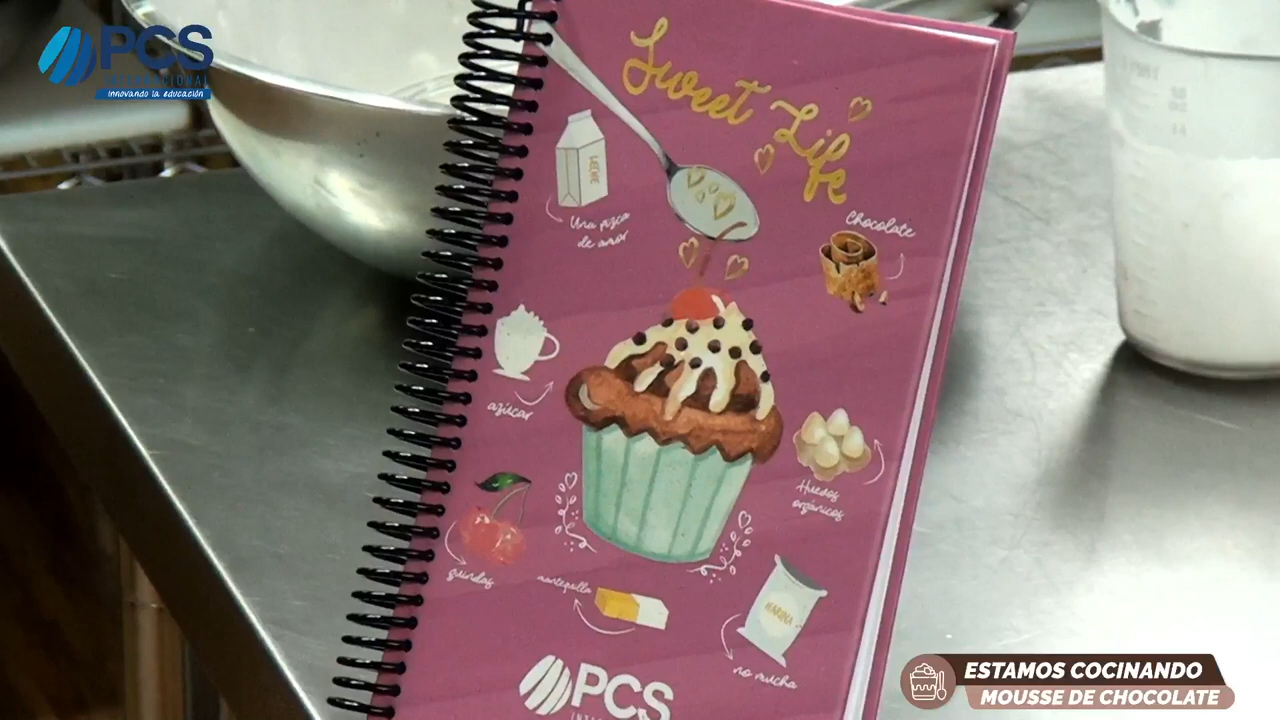 PCS
INTERNACIONAL
innovando la educación
Sweet Life
LECHE
Una pizca
de amor
Chocolate
azúcar
Huevos
orgánicos
guindas
mantequilla
HARINA
no mucha
PCS
ESTAMOS COCINANDO
MOUSSE DE CHOCOLATE